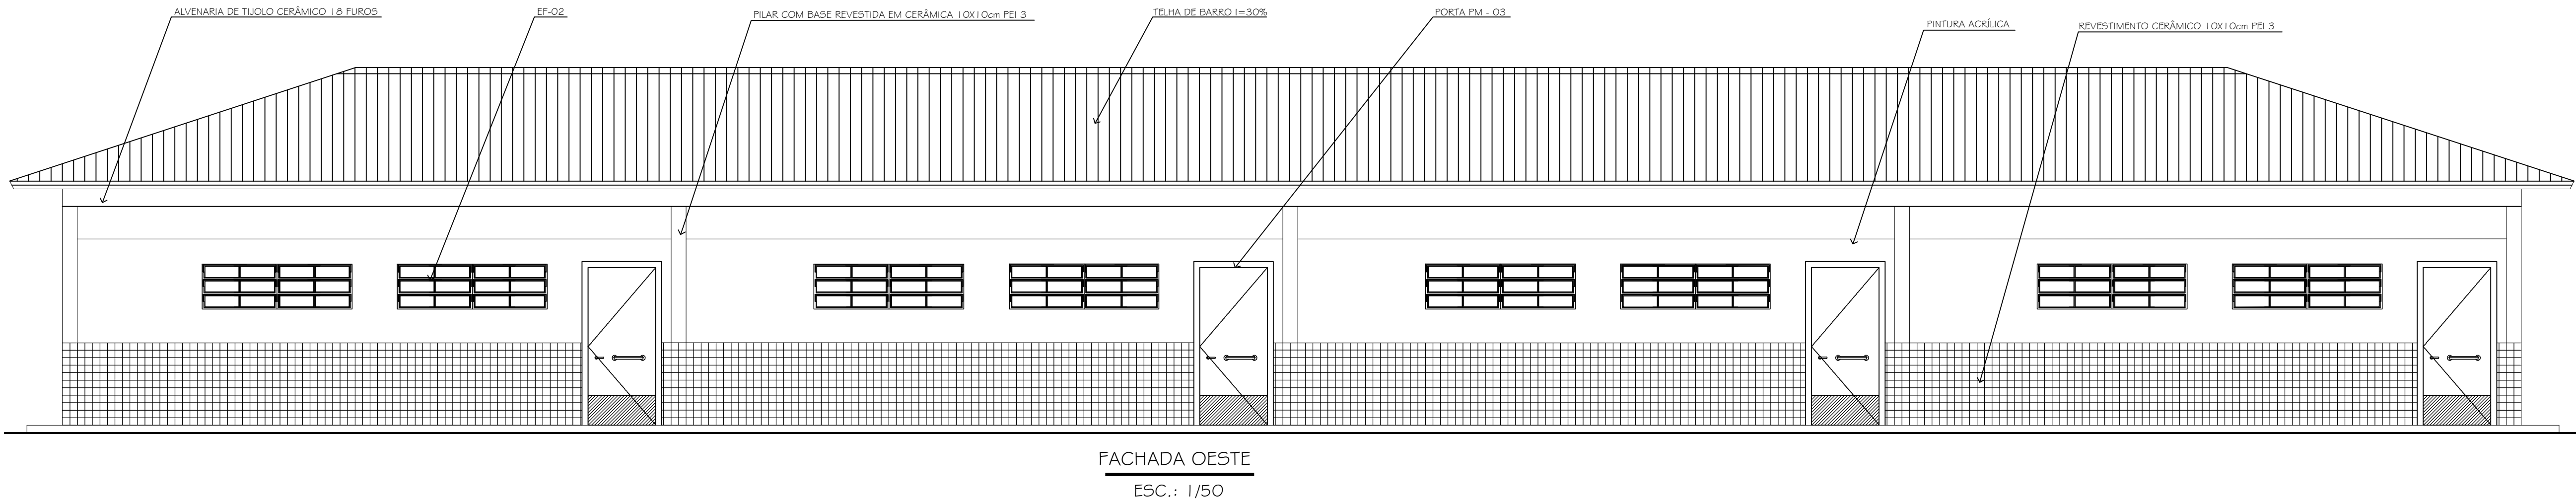 ALVENARIA DE TIJOLO CERÂMICO 18 FUROS
EF-02
PILAR COM BASE REVESTIDA EM CERÂMICA 10X10cm PEI 3
TELHA DE BARRO I=30%
PORTA PM - 03
PINTURA ACRÍLICA
REVESTIMENTO CERÂMICO 10X10cm PEI 3
FACHADA OESTE
ESC.: 1/50